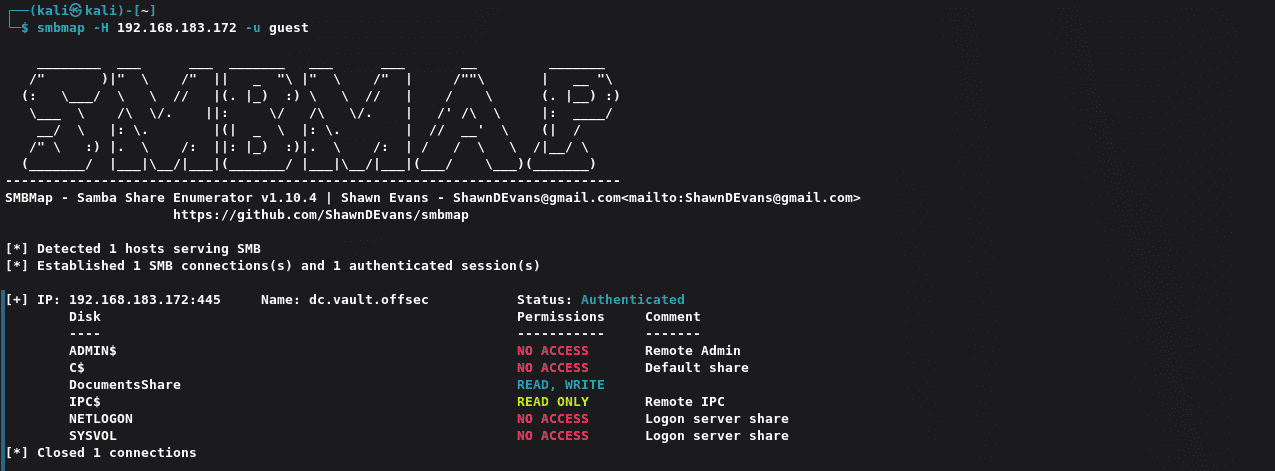 ┌──(kali㉿kali)-[~]
└─$ smbmap -H 192.168.183.172 -u guest
    ________  ___      ___  _______   ___      ___       __         _______
   /"       )|"  \    /"  ||   _  "\ |"  \    /"  |     /""\       |   __ "\
  (:   \___/  \   \  //   |(. |_)  :) \   \  //   |    /    \      (. |__) :)
   \___  \    /\  \/.    ||:     \/   /\   \/.    |   /' /\  \     |:  ____/
    __/  \   |: \.        |(|  _  \  |: \.        |  //  __'  \    (|  /
   /" \   :) |.  \    /:  ||: |_)  :)|.  \    /:  | /   /  \   \  /|__/ \
  (_______/  |___|\__/|___|(_______/ |___|\__/|___|(___/    \___)(_______)
-----------------------------------------------------------------------------
SMBMap - Samba Share Enumerator v1.10.4 | Shawn Evans - ShawnDEvans@gmail.com<mailto:ShawnDEvans@gmail.com>
                     https://github.com/ShawnDEvans/smbmap
[*] Detected 1 hosts serving SMB
[*] Established 1 SMB connections(s) and 1 authenticated session(s)
[+] IP: 192.168.183.172:445     Name: dc.vault.offsec           Status: Authenticated
        Disk                                                    Permissions     Comment
        ----                                                    -----------     -------
        ADMIN$                                                  NO ACCESS       Remote Admin
        C$                                                      NO ACCESS       Default share
        DocumentsShare                                          READ, WRITE
        IPC$                                                    READ ONLY       Remote IPC
        NETLOGON                                                NO ACCESS       Logon server share
        SYSVOL                                                  NO ACCESS       Logon server share
[*] Closed 1 connections